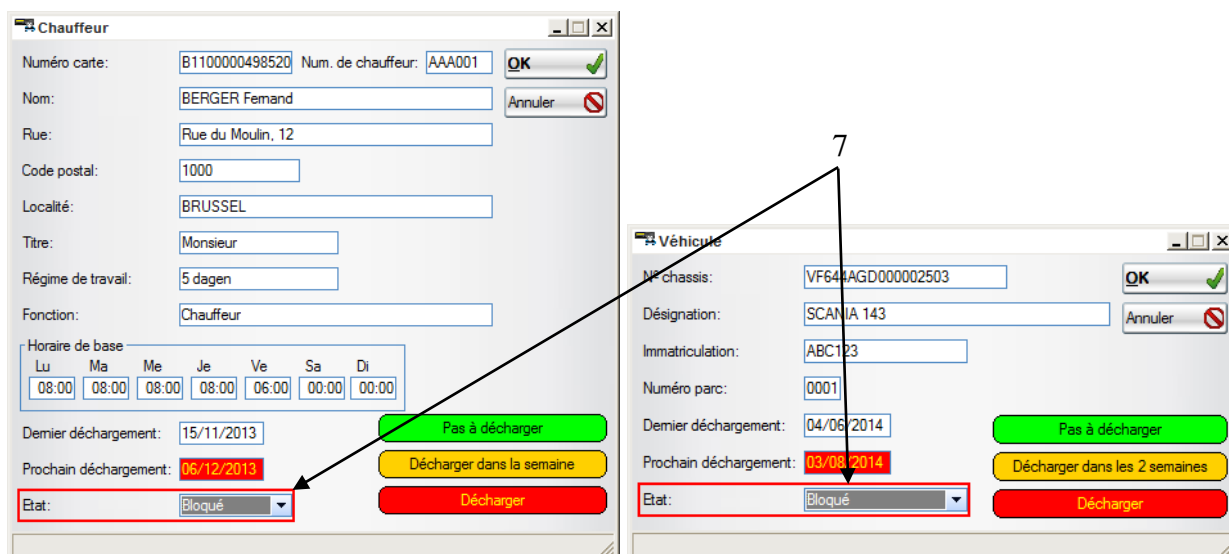 Chauffeur
Numéro carte: B1100000498520 Num. de chauffeur: AAA001 OK
Nom: BERGER Fernand Annuler
Rue: Rue du Moulin, 12
Code postal: 1000
Localité: BRUSSEL
Titre: Monsieur
Régime de travail: 5 dagen
Fonction: Chauffeur
Horaire de base
Lu Ma Me Je Ve Sa Di
08:00 08:00 08:00 08:00 06:00 00:00 00:00
Dernier déchargement: 15/11/2013 Pas à décharger
Prochain déchargement: 06/12/2013 Décharger dans la semaine
Etat: Bloqué Décharger
7
Véhicule
N° chassis: VF644AGD000002503 OK
Désignation: SCANIA 143 Annuler
Immatriculation: ABC123
Numéro parc: 0001
Dernier déchargement: 04/06/2014 Pas à décharger
Prochain déchargement: 03/08/2014 Décharger dans les 2 semaines
Etat: Bloqué Décharger